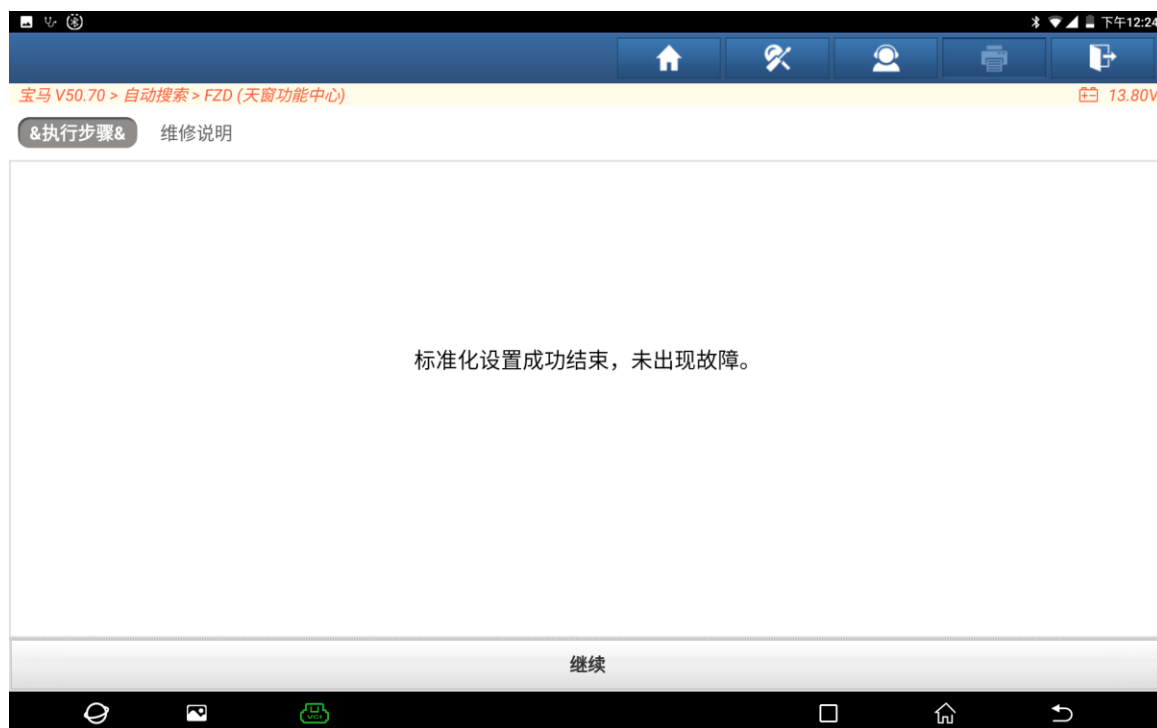 下午12:24
宝马 V50.70 > 自动搜索 > FZD (天窗功能中心) 13.80V
&执行步骤& 维修说明
标准化设置成功结束，未出现故障。
继续
VCI